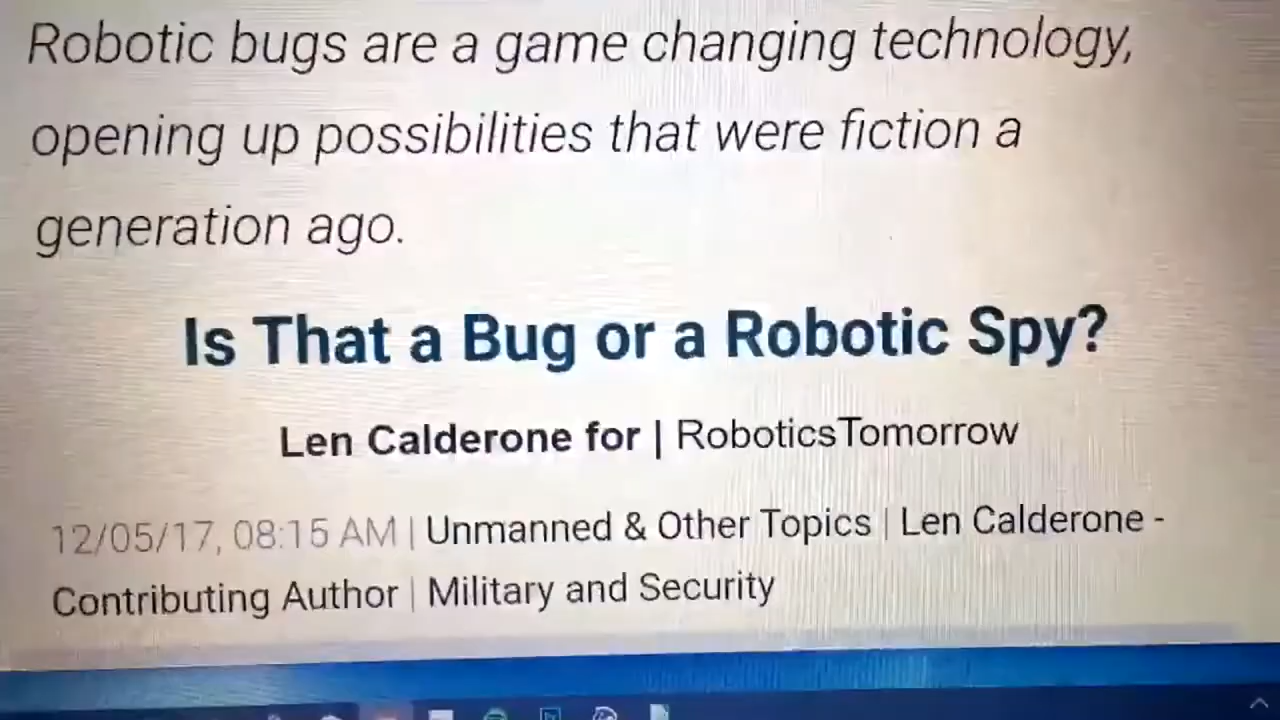 Robotic bugs are a game changing technology,
opening up possibilities that were fiction a
generation ago.
Is That a Bug or a Robotic Spy?
Len Calderone for | RoboticsTomorrow
12/05/17, 08:15 AM | Unmanned & Other Topics | Len Calderone -
Contributing Author | Military and Security